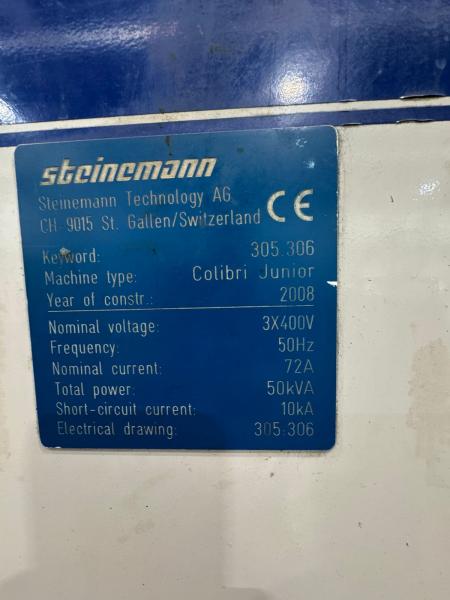 steinemann
Steinemann Technology AG
CH-9015 St. Gallen/Switzerland CE
Keyword: 305.306
Machine type: Colibri Junior
Year of constr.: 2008
Nominal voltage: 3X400V
Frequency: 50Hz
Nominal current: 72A
Total power: 50kVA
Short-circuit current: 10kA
Electrical drawing: 305.306